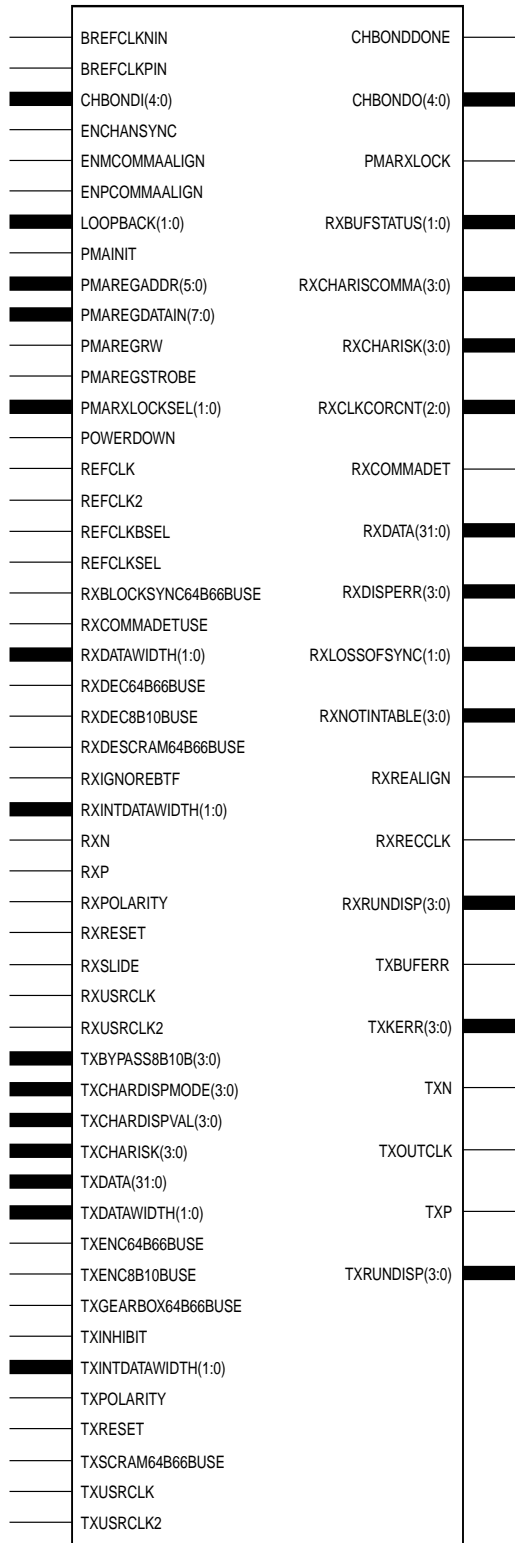 BREFCLKNIN
BREFCLKPIN
CHBONDI(4:0)
ENCHANSYNC
ENMCOMMAALIGN
ENPCOMMAALIGN
LOOPBACK(1:0)
PMAINIT
PMAREGADDR(5:0)
PMAREGDATAIN(7:0)
PMAREGRW
PMAREGSTROBE
PMARXLOCKSEL(1:0)
POWERDOWN
REFCLK
REFCLK2
REFCLKBSEL
REFCLKSEL
RXBLOCKSYNC64B66BUSE
RXCOMMADETUSE
RXDATAWIDTH(1:0)
RXDEC64B66BUSE
RXDEC8B10BUSE
RXDESCRAM64B66BUSE
RXIGNOREBTF
RXINTDATAWIDTH(1:0)
RXN
RXP
RXPOLARITY
RXRESET
RXSLIDE
RXUSRCLK
RXUSRCLK2
TXBYPASS8B10B(3:0)
TXCHARDISPMODE(3:0)
TXCHARDISPVAL(3:0)
TXCHARISK(3:0)
TXDATA(31:0)
TXDATAWIDTH(1:0)
TXENC64B66BUSE
TXENC8B10BUSE
TXGEARBOX64B66BUSE
TXINHIBIT
TXINTDATAWIDTH(1:0)
TXPOLARITY
TXRESET
TXSCRAM64B66BUSE
TXUSRCLK
TXUSRCLK2
CHBONDDONE
CHBONDO(4:0)
PMARXLOCK
RXBUFSTATUS(1:0)
RXCHARISCOMMA(3:0)
RXCHARISK(3:0)
RXCLKCORCNT(2:0)
RXCOMMADET
RXDATA(31:0)
RXDISPERR(3:0)
RXLOSSOFSYNC(1:0)
RXNOTINTABLE(3:0)
RXREALIGN
RXRECCLK
RXRUNDISP(3:0)
TXBUFERR
TXKERR(3:0)
TXN
TXOUTCLK
TXP
TXRUNDISP(3:0)